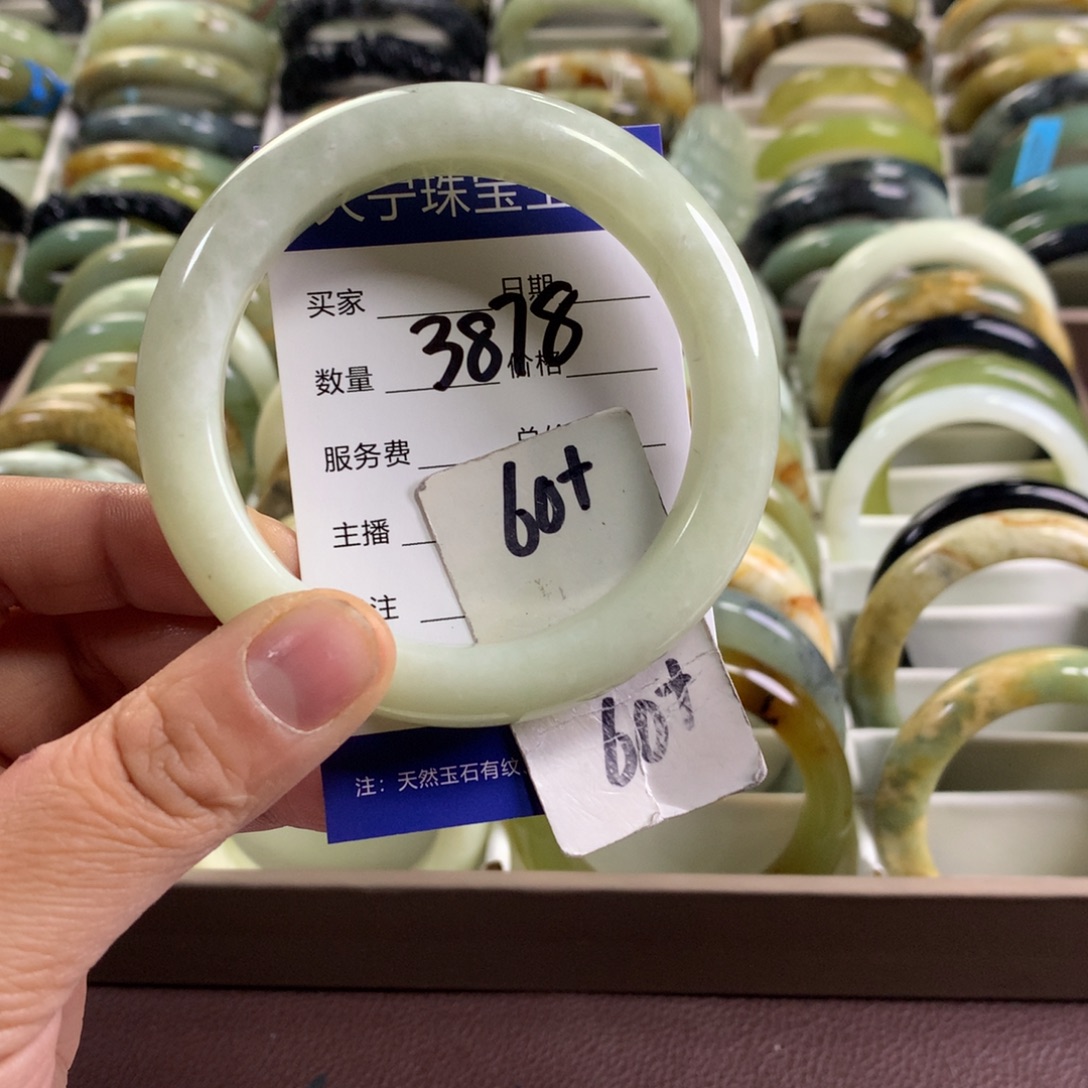 宁珠宝
买家 日期
3878
数量 价格
服务费
60+
主播
注
60+
注：天然玉石有纹